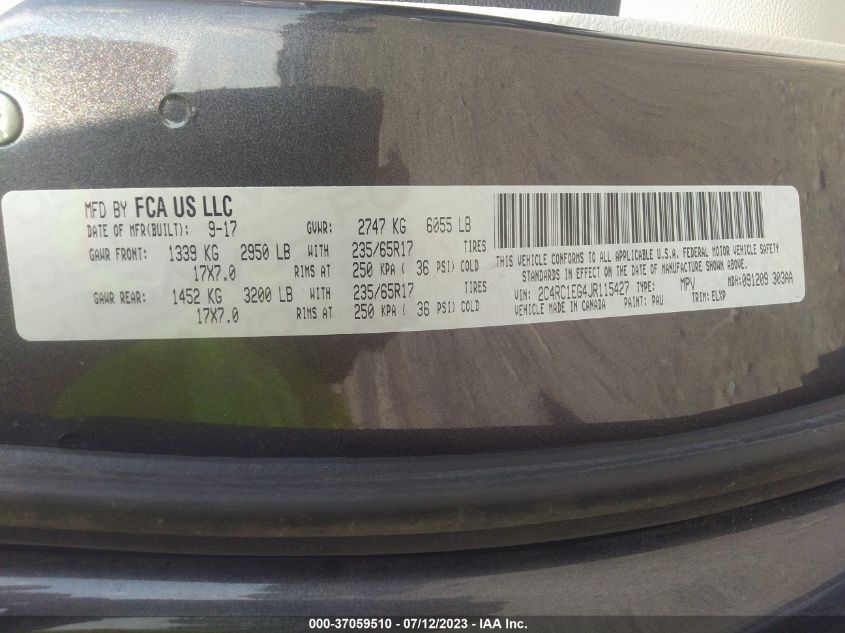 MFD BY FCA US LLC
DATE OF MFR(BUILT): 9-17 GVWR: 2747 KG 6055 LB
GAWR FRONT: 1339 KG 2950 LB WITH 235/65R17 TIRES
17X7.0 RIMS AT 250 KPA ( 36 PSI) COLD
GAWR REAR: 1452 KG 3200 LB WITH 235/65R17 TIRES
17X7.0 RIMS AT 250 KPA ( 36 PSI) COLD
THIS VEHICLE CONFORMS TO ALL APPLICABLE U.S.A. FEDERAL MOTOR VEHICLE SAFETY
STANDARDS IN EFFECT ON THE DATE OF MANUFACTURE SHOWN ABOVE.
VIN: 2C4RC1EG4JR115427 TYPE: MPV MDH:091209 303AA
VEHICLE MADE IN CANADA PAINT: PAU TRIM: ELXP
000-37059510 - 07/12/2023 - IAA Inc.